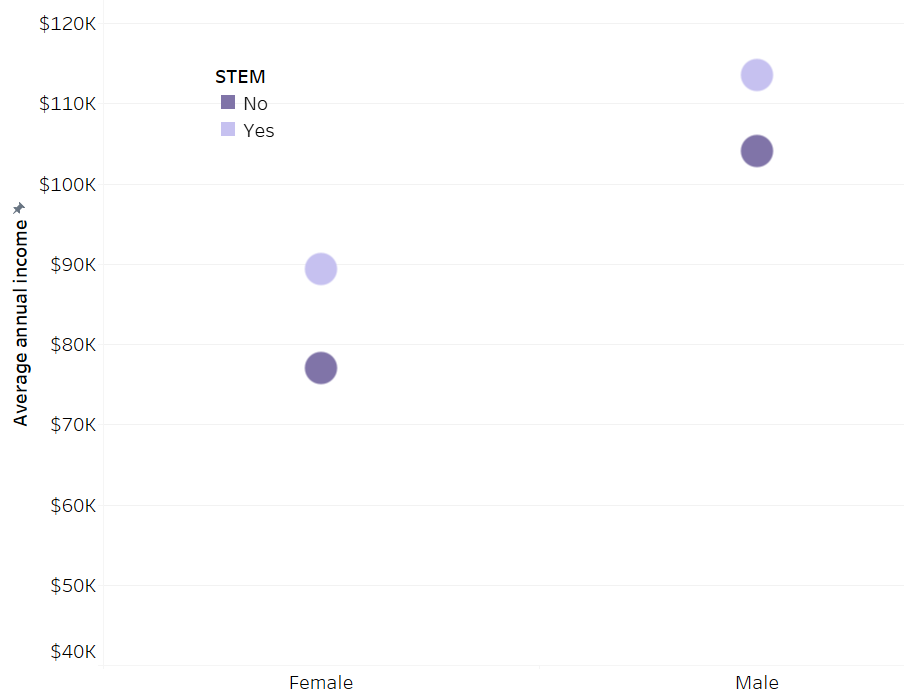 $120K
STEM
No
$110K
Yes
$100K
Average annual income
$90K
$80K
$70K
$60K
$50K
$40K
Female
Male